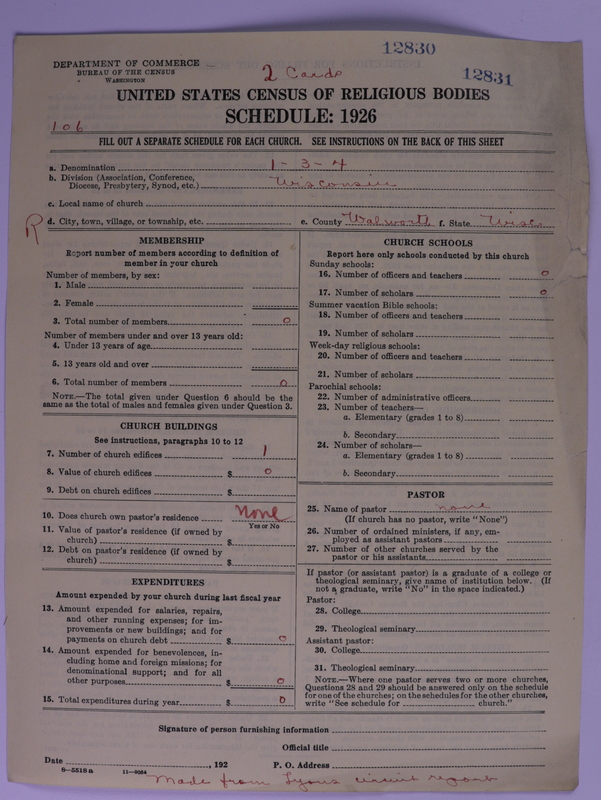 12830
DEPARTMENT OF COMMERCE
BUREAU OF THE CENSUS
WASHINGTON
2 Cards
12831
UNITED STATES CENSUS OF RELIGIOUS BODIES
SCHEDULE: 1926
106
FILL OUT A SEPARATE SCHEDULE FOR EACH CHURCH. SEE INSTRUCTIONS ON THE BACK OF THIS SHEET
a. Denomination 1-3-4
b. Division (Association, Conference,
Diocese, Presbytery, Synod, etc.) Wisconsin
c. Local name of church
R d. City, town, village, or township, etc. e. County Walworth f. State Wisc
MEMBERSHIP
Report number of members according to definition of
member in your church
Number of members, by sex:
1. Male
2. Female
3. Total number of members 0
Number of members under and over 13 years old:
4. Under 13 years of age
5. 13 years old and over
6. Total number of members 0
NOTE.—The total given under Question 6 should be the
same as the total of males and females given under Question 3.
CHURCH BUILDINGS
See instructions, paragraphs 10 to 12
7. Number of church edifices 1
8. Value of church edifices $ 0
9. Debt on church edifices $
10. Does church own pastor's residence None
Yes or No
11. Value of pastor's residence (if owned by
church) $
12. Debt on pastor's residence (if owned by
church) $
EXPENDITURES
Amount expended by your church during last fiscal year
13. Amount expended for salaries, repairs,
and other running expenses; for im-
provements or new buildings; and for
payments on church debt $ 0
14. Amount expended for benevolences, in-
cluding home and foreign missions; for
denominational support; and for all
other purposes $ 0
15. Total expenditures during year $ 0
CHURCH SCHOOLS
Report here only schools conducted by this church
Sunday schools:
16. Number of officers and teachers 0
17. Number of scholars 0
Summer vacation Bible schools:
18. Number of officers and teachers
19. Number of scholars
Week-day religious schools:
20. Number of officers and teachers
21. Number of scholars
Parochial schools:
22. Number of administrative officers
23. Number of teachers—
a. Elementary (grades 1 to 8)
b. Secondary
24. Number of scholars—
a. Elementary (grades 1 to 8)
b. Secondary
PASTOR
25. Name of pastor none
(If church has no pastor, write "None")
26. Number of ordained ministers, if any, em-
ployed as assistant pastors
27. Number of other churches served by the
pastor or his assistants
If pastor (or assistant pastor) is a graduate of a college or
theological seminary, give name of institution below. (If
not a graduate, write "No" in the space indicated.)
Pastor:
28. College
29. Theological seminary
Assistant pastor:
30. College
31. Theological seminary
NOTE.—Where one pastor serves two or more churches,
Questions 28 and 29 should be answered only on the schedule
for one of the churches; on the schedules for the other churches,
write "See schedule for church."
Signature of person furnishing information
Official title
Date , 192 P. O. Address
8—5518a 11—9034
Made from Lyons circuit report